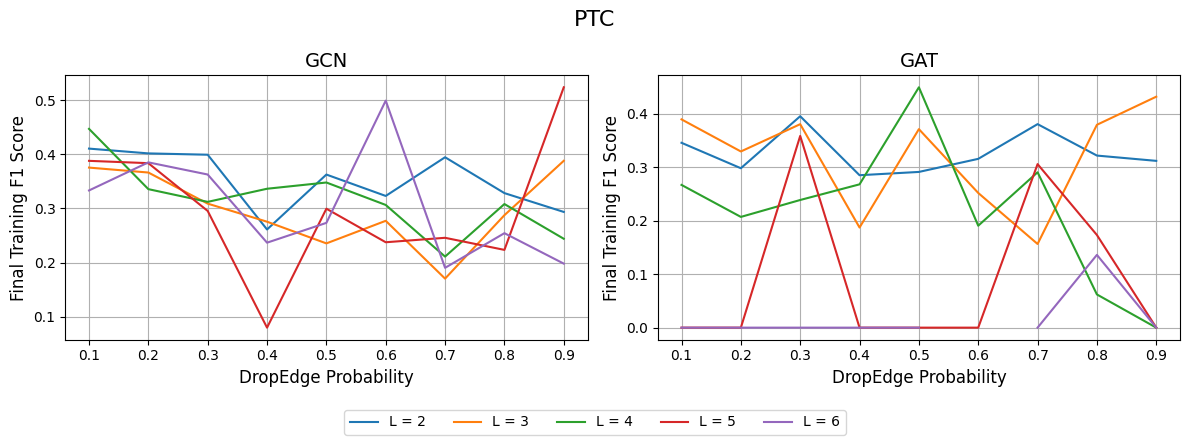 PTC
GCN
Final Training F1 Score
0.5
0.4
0.3
0.2
0.1
0.1 0.2 0.3 0.4 0.5 0.6 0.7 0.8 0.9
DropEdge Probability
GAT
Final Training F1 Score
0.4
0.3
0.2
0.1
0.0
0.1 0.2 0.3 0.4 0.5 0.6 0.7 0.8 0.9
DropEdge Probability
L = 2 L = 3 L = 4 L = 5 L = 6